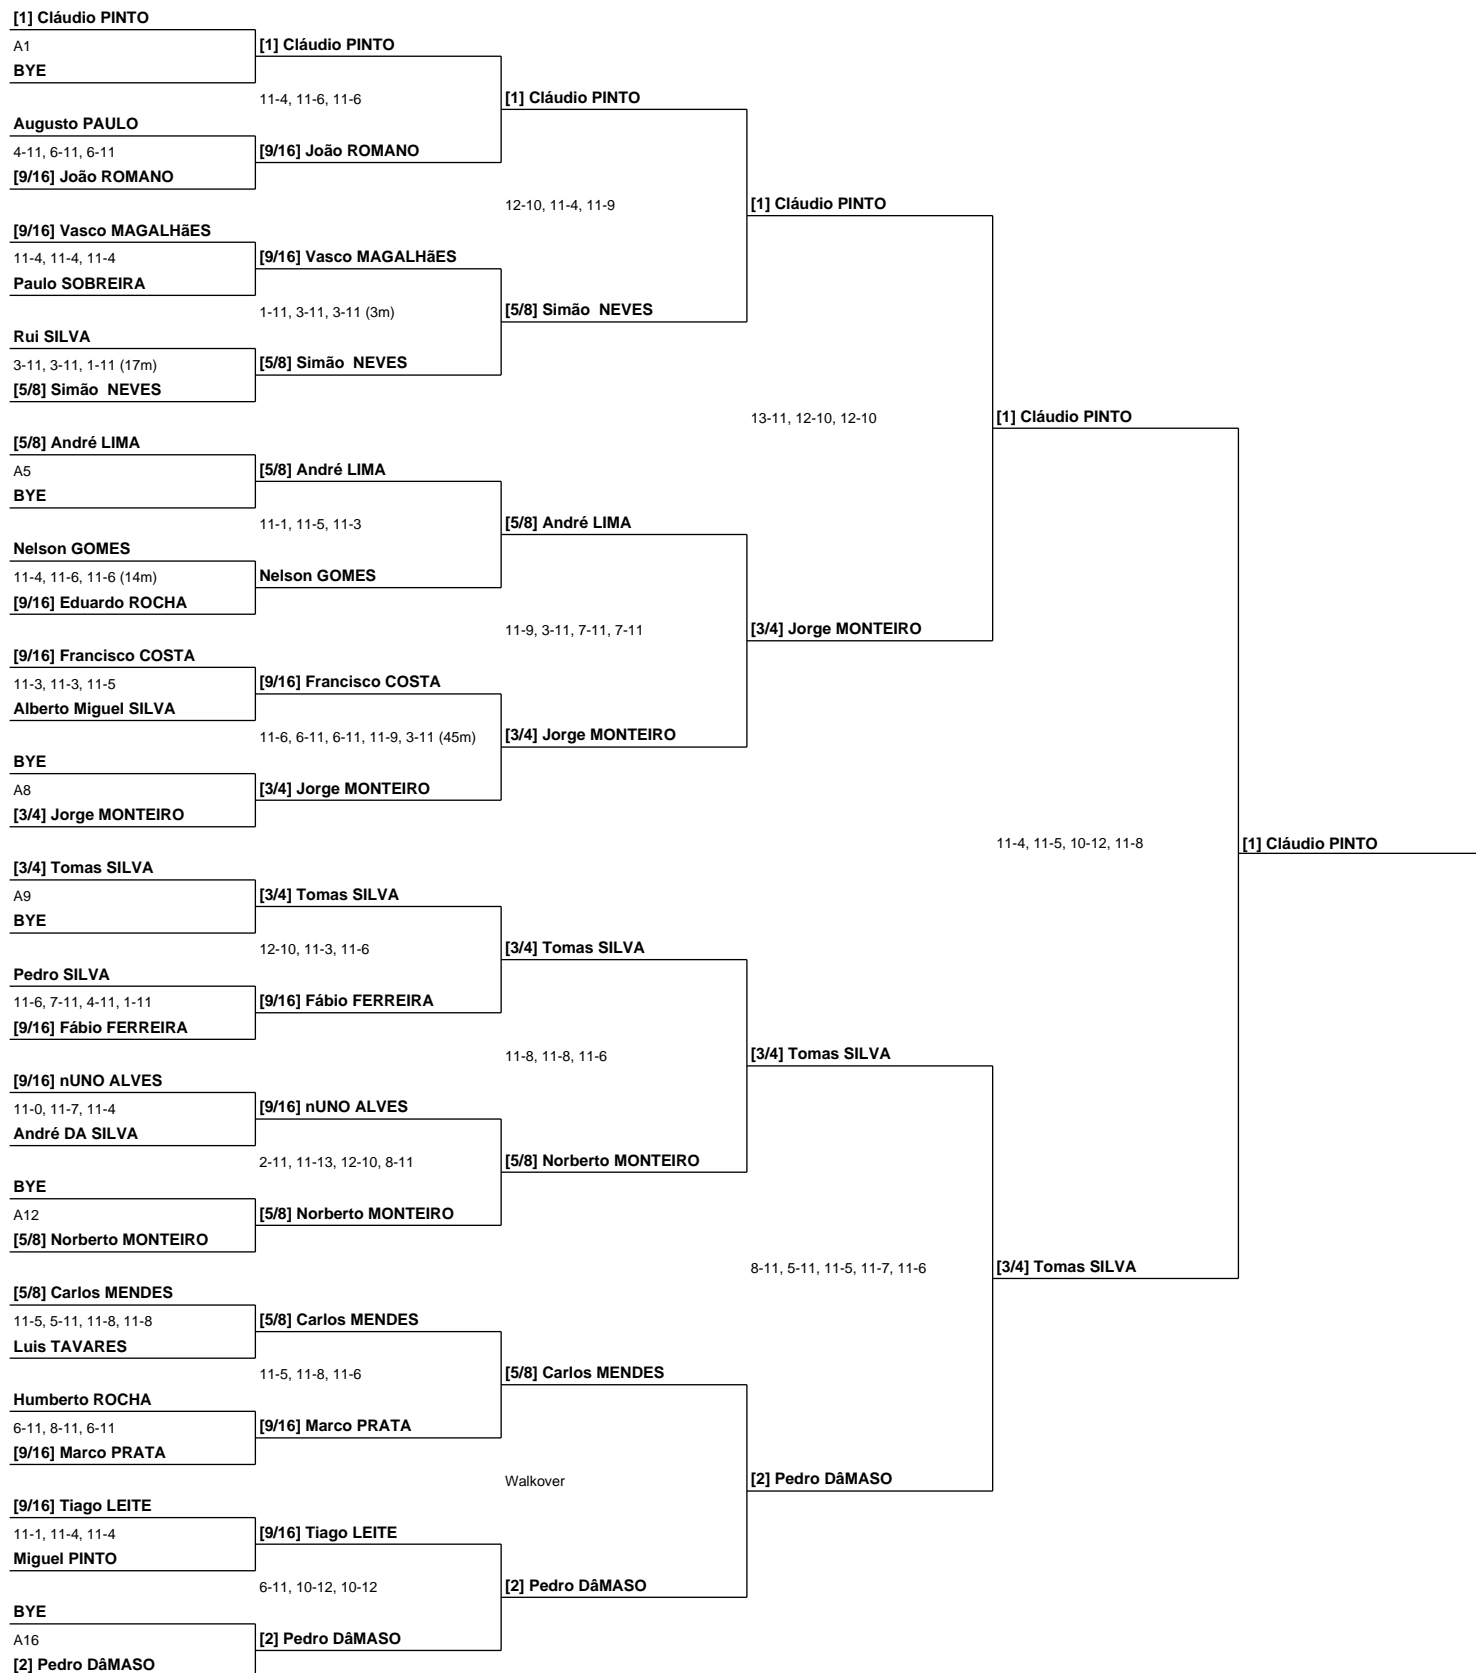 [1] Cláudio PINTO
A1
[1] Cláudio PINTO
BYE
11-4, 11-6, 11-6
[1] Cláudio PINTO
Augusto PAULO
4-11, 6-11, 6-11
[9/16] João ROMANO
[9/16] João ROMANO
12-10, 11-4, 11-9
[1] Cláudio PINTO
[9/16] Vasco MAGALHãES
11-4, 11-4, 11-4
[9/16] Vasco MAGALHãES
Paulo SOBREIRA
1-11, 3-11, 3-11 (3m)
[5/8] Simão  NEVES
Rui SILVA
3-11, 3-11, 1-11 (17m)
[5/8] Simão  NEVES
[5/8] Simão  NEVES
13-11, 12-10, 12-10
[1] Cláudio PINTO
[5/8] André LIMA
A5
[5/8] André LIMA
BYE
11-1, 11-5, 11-3
[5/8] André LIMA
Nelson GOMES
11-4, 11-6, 11-6 (14m)
Nelson GOMES
[9/16] Eduardo ROCHA
11-9, 3-11, 7-11, 7-11
[3/4] Jorge MONTEIRO
[9/16] Francisco COSTA
11-3, 11-3, 11-5
[9/16] Francisco COSTA
Alberto Miguel SILVA
11-6, 6-11, 6-11, 11-9, 3-11 (45m)
[3/4] Jorge MONTEIRO
BYE
A8
[3/4] Jorge MONTEIRO
[3/4] Jorge MONTEIRO
11-4, 11-5, 10-12, 11-8
[1] Cláudio PINTO
[3/4] Tomas SILVA
A9
[3/4] Tomas SILVA
BYE
12-10, 11-3, 11-6
[3/4] Tomas SILVA
Pedro SILVA
11-6, 7-11, 4-11, 1-11
[9/16] Fábio FERREIRA
[9/16] Fábio FERREIRA
11-8, 11-8, 11-6
[3/4] Tomas SILVA
[9/16] nUNO ALVES
11-0, 11-7, 11-4
[9/16] nUNO ALVES
André DA SILVA
2-11, 11-13, 12-10, 8-11
[5/8] Norberto MONTEIRO
BYE
A12
[5/8] Norberto MONTEIRO
[5/8] Norberto MONTEIRO
8-11, 5-11, 11-5, 11-7, 11-6
[3/4] Tomas SILVA
[5/8] Carlos MENDES
11-5, 5-11, 11-8, 11-8
[5/8] Carlos MENDES
Luis TAVARES
11-5, 11-8, 11-6
[5/8] Carlos MENDES
Humberto ROCHA
6-11, 8-11, 6-11
[9/16] Marco PRATA
[9/16] Marco PRATA
Walkover
[2] Pedro DâMASO
[9/16] Tiago LEITE
11-1, 11-4, 11-4
[9/16] Tiago LEITE
Miguel PINTO
6-11, 10-12, 10-12
[2] Pedro DâMASO
BYE
A16
[2] Pedro DâMASO
[2] Pedro DâMASO